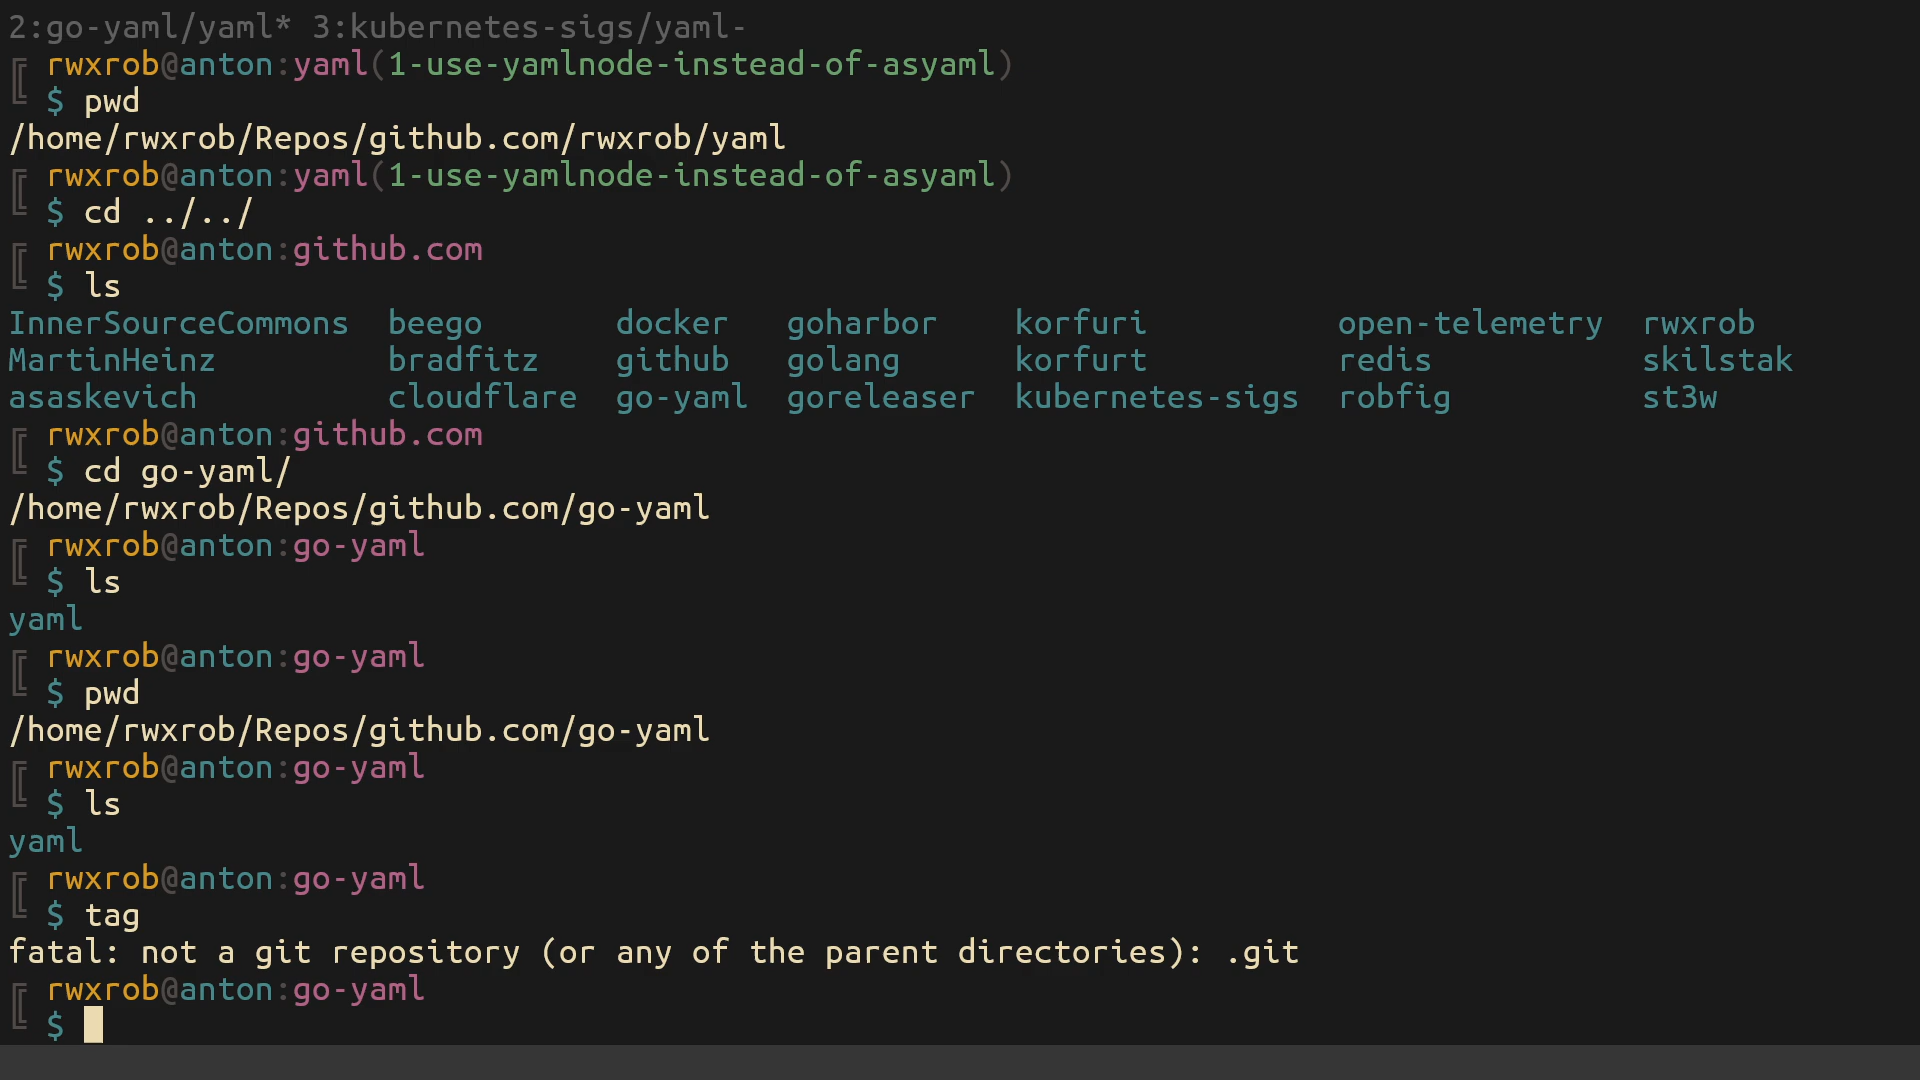 2:go-yaml/yaml* 3:kubernetes-sigs/yaml-
╔ rwxrob@anton:yaml(1-use-yamlnode-instead-of-asyaml)
╚ $ pwd
/home/rwxrob/Repos/github.com/rwxrob/yaml
╔ rwxrob@anton:yaml(1-use-yamlnode-instead-of-asyaml)
╚ $ cd ../../
╔ rwxrob@anton:github.com
╚ $ ls
InnerSourceCommons  beego       docker   goharbor    korfuri          open-telemetry  rwxrob
MartinHeinz         bradfitz    github   golang      korfurt          redis           skilstak
asaskevich          cloudflare  go-yaml  goreleaser  kubernetes-sigs  robfig          st3w
╔ rwxrob@anton:github.com
╚ $ cd go-yaml/
/home/rwxrob/Repos/github.com/go-yaml
╔ rwxrob@anton:go-yaml
╚ $ ls
yaml
╔ rwxrob@anton:go-yaml
╚ $ pwd
/home/rwxrob/Repos/github.com/go-yaml
╔ rwxrob@anton:go-yaml
╚ $ ls
yaml
╔ rwxrob@anton:go-yaml
╚ $ tag
fatal: not a git repository (or any of the parent directories): .git
╔ rwxrob@anton:go-yaml
╚ $